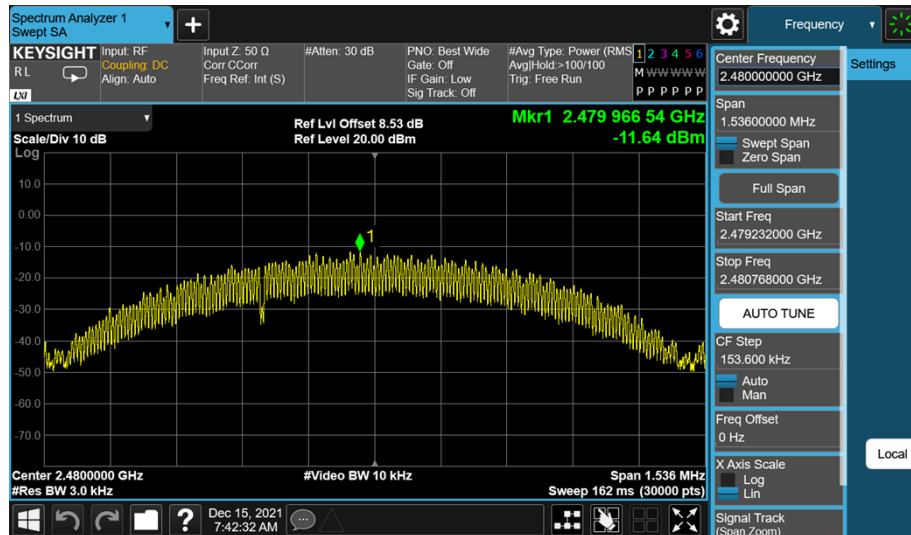 Spectrum Analyzer 1
Swept SA
+
Frequency
KEYSIGHT
R L
LXI
Input: RF
Coupling: DC
Align: Auto
Input Z: 50 Ω
Corr CCorr
Freq Ref: Int (S)
#Atten: 30 dB
PNO: Best Wide
Gate: Off
IF Gain: Low
Sig Track: Off
#Avg Type: Power (RMS
Avg|Hold:>100/100
Trig: Free Run
1 2 3 4 5 6
M W W W W W
P P P P P P
1 Spectrum
Scale/Div 10 dB
Log
Ref Lvl Offset 8.53 dB
Ref Level 20.00 dBm
Mkr1 2.479 966 54 GHz
-11.64 dBm
10.0
0.00
-10.0
-20.0
-30.0
-40.0
-50.0
-60.0
-70.0
1
Center 2.4800000 GHz
#Res BW 3.0 kHz
#Video BW 10 kHz
Span 1.536 MHz
Sweep 162 ms (30000 pts)
Center Frequency
2.480000000 GHz
Span
1.53600000 MHz
Swept Span
Zero Span
Full Span
Start Freq
2.479232000 GHz
Stop Freq
2.480768000 GHz
AUTO TUNE
CF Step
153.600 kHz
Auto
Man
Freq Offset
0 Hz
X Axis Scale
Log
Lin
Signal Track
(Span Zoom)
Settings
Local
?
Dec 15, 2021
7:42:32 AM